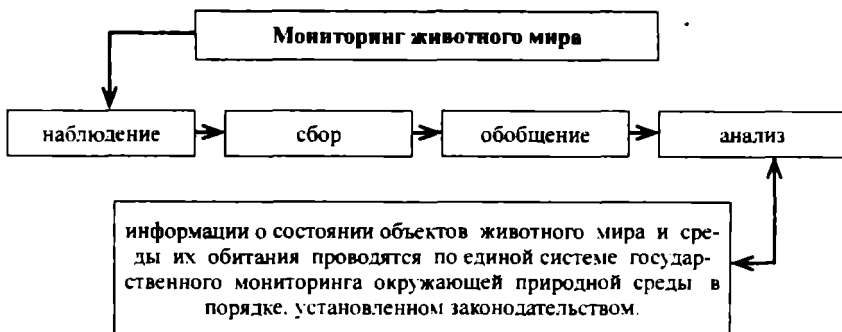 Мониторинг животного мира
наблюдение
сбор
обобщение
анализ
информации о состоянии объектов животного мира и сре-
ды их обитания проводятся по единой системе государ-
ственного мониторинга окружающей природной среды в
порядке, установленном законодательством.